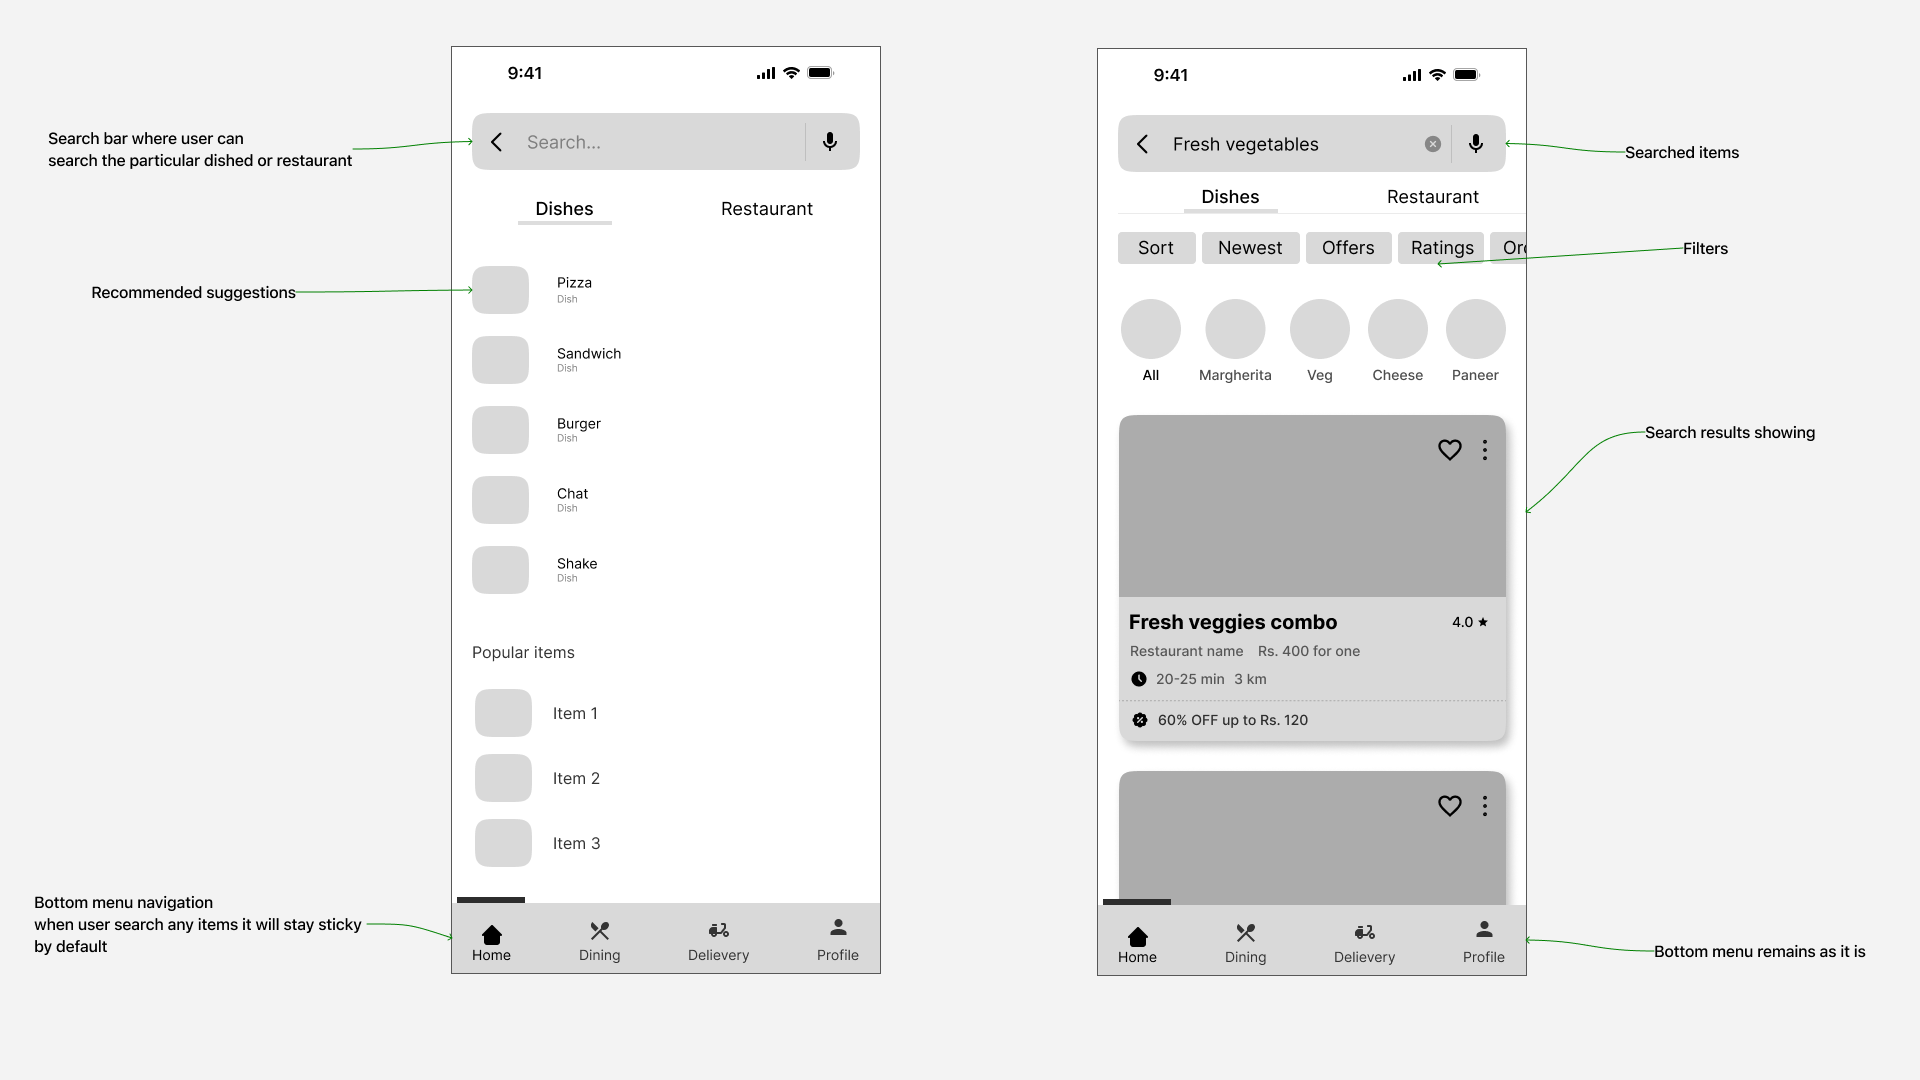 Search bar where user can
search the particular dished or restaurant
Recommended suggestions
Bottom menu navigation
when user search any items it will stay sticky
by default
9:41
Search...
Dishes Restaurant
Pizza
Dish
Sandwich
Dish
Burger
Dish
Chat
Dish
Shake
Dish
Popular items
Item 1
Item 2
Item 3
Home Dining Delievery Profile
9:41
Fresh vegetables
Dishes Restaurant
Sort Newest Offers Ratings
All Margherita Veg Cheese Paneer
Fresh veggies combo 4.0
Restaurant name Rs. 400 for one
20-25 min 3 km
60% OFF up to Rs. 120
Home Dining Delievery Profile
Searched items
Filters
Search results showing
Bottom menu remains as it is